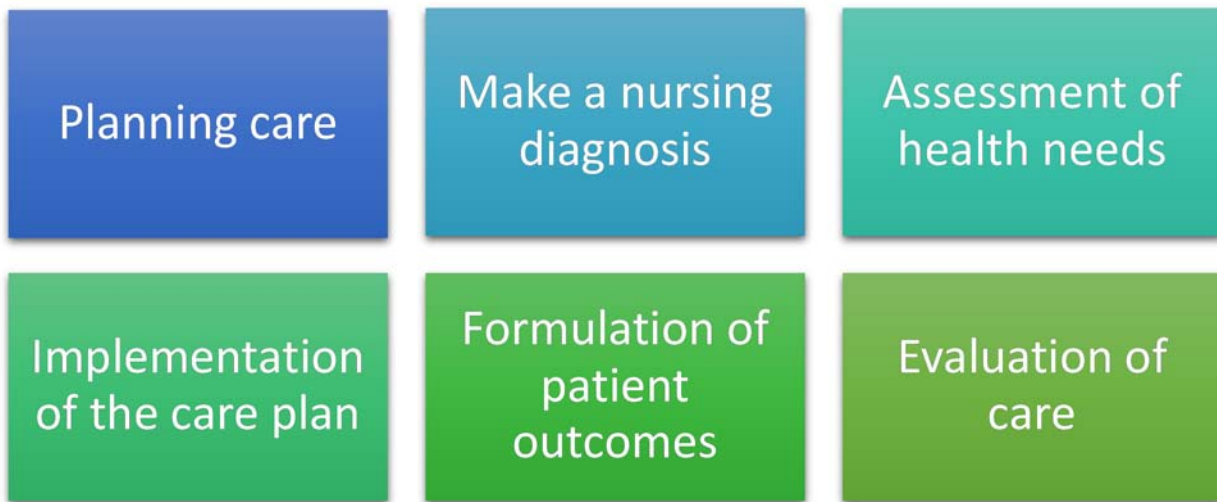 Planning care
Make a nursing
diagnosis
Assessment of
health needs
Implementation
of the care plan
Formulation of
patient
outcomes
Evaluation of
care